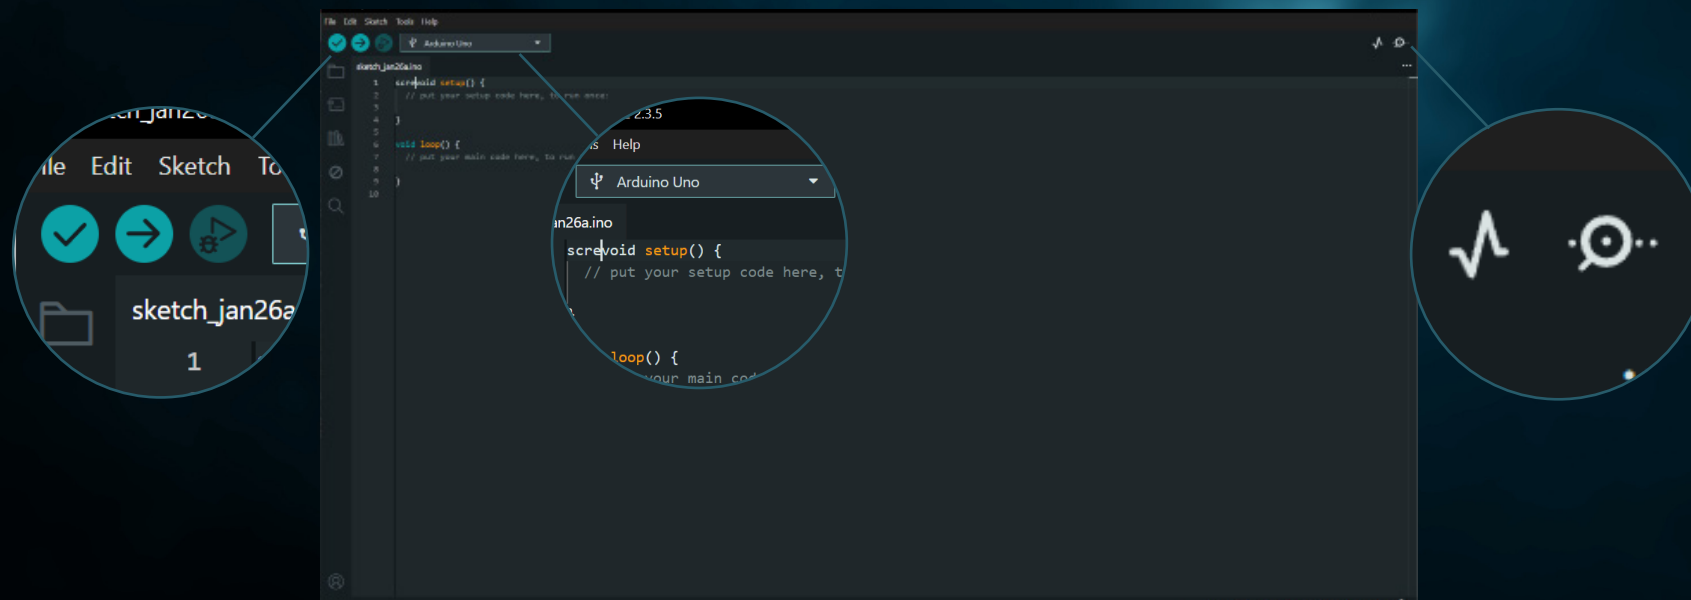 File Edit Sketch Tools Help
Arduino Uno
sketch_jan26a.ino
1 screvoid setup() {
2 // put your setup code here, to run once:
3
4 }
5
6 void loop() {
7 // put your main code here, to run
8
9 }
10
ile Edit Sketch To
sketch_jan26a
1
2.3.5
ls Help
Arduino Uno
an26a.ino
screvoid setup() {
// put your setup code here, t
loop() {
your main cod